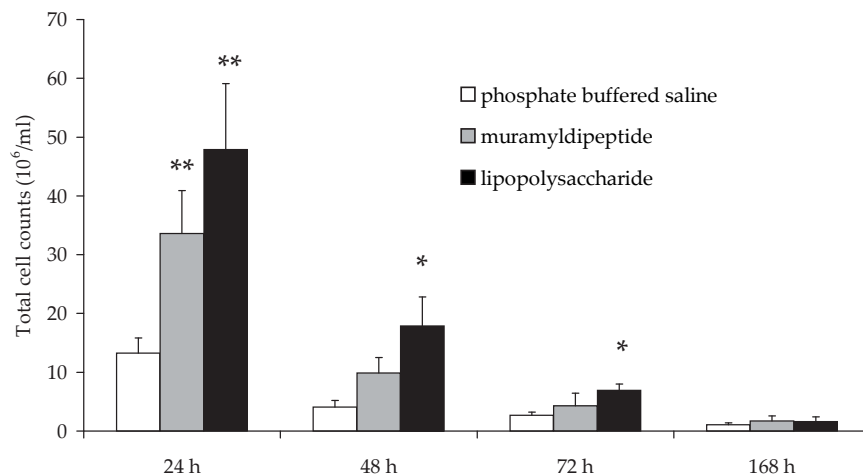 Total cell counts (10⁶/ml)
70
60
50
40
30
20
10
0
**
**
*
*
phosphate buffered saline
muramyldipeptide
lipopolysaccharide
24 h
48 h
72 h
168 h